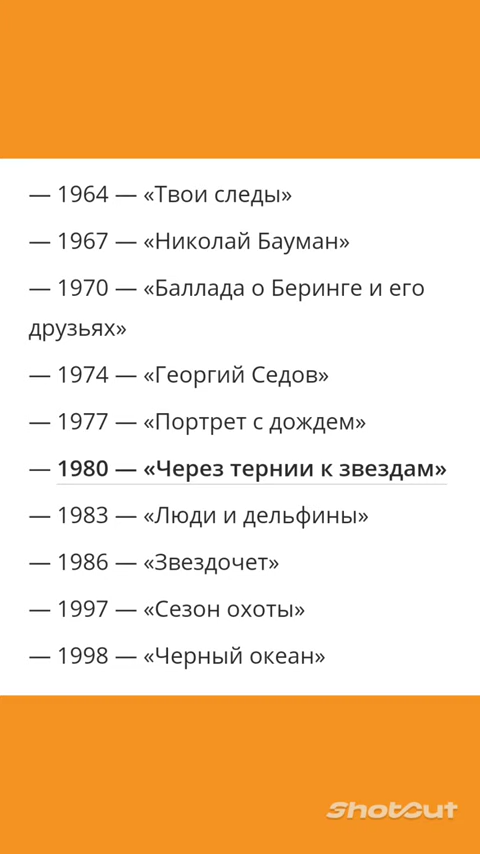 — 1964 — «Твои следы»
— 1967 — «Николай Бауман»
— 1970 — «Баллада о Беринге и его
друзьях»
— 1974 — «Георгий Седов»
— 1977 — «Портрет с дождем»
— 1980 — «Через тернии к звездам»
— 1983 — «Люди и дельфины»
— 1986 — «Звездочет»
— 1997 — «Сезон охоты»
— 1998 — «Черный океан»
ShotCut